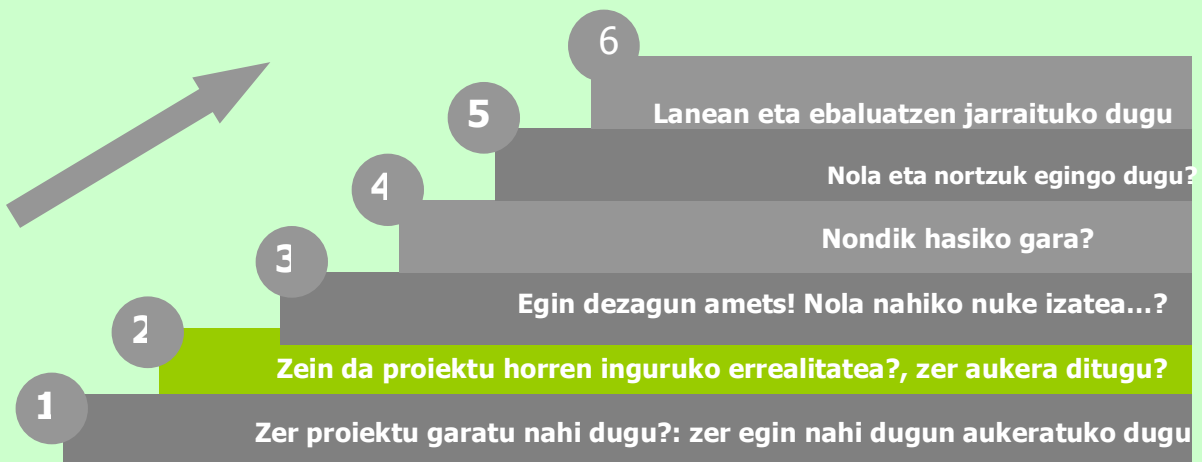 6
Lanean eta ebaluatzen jarraituko dugu
5
Nola eta nortzuk egingo dugu?
4
Nondik hasiko gara?
3
Egin dezagun amets! Nola nahiko nuke izatea...?
2
Zein da proiektu horren inguruko errealitatea?, zer aukera ditugu?
1
Zer proiektu garatu nahi dugu?: zer egin nahi dugun aukeratuko dugu